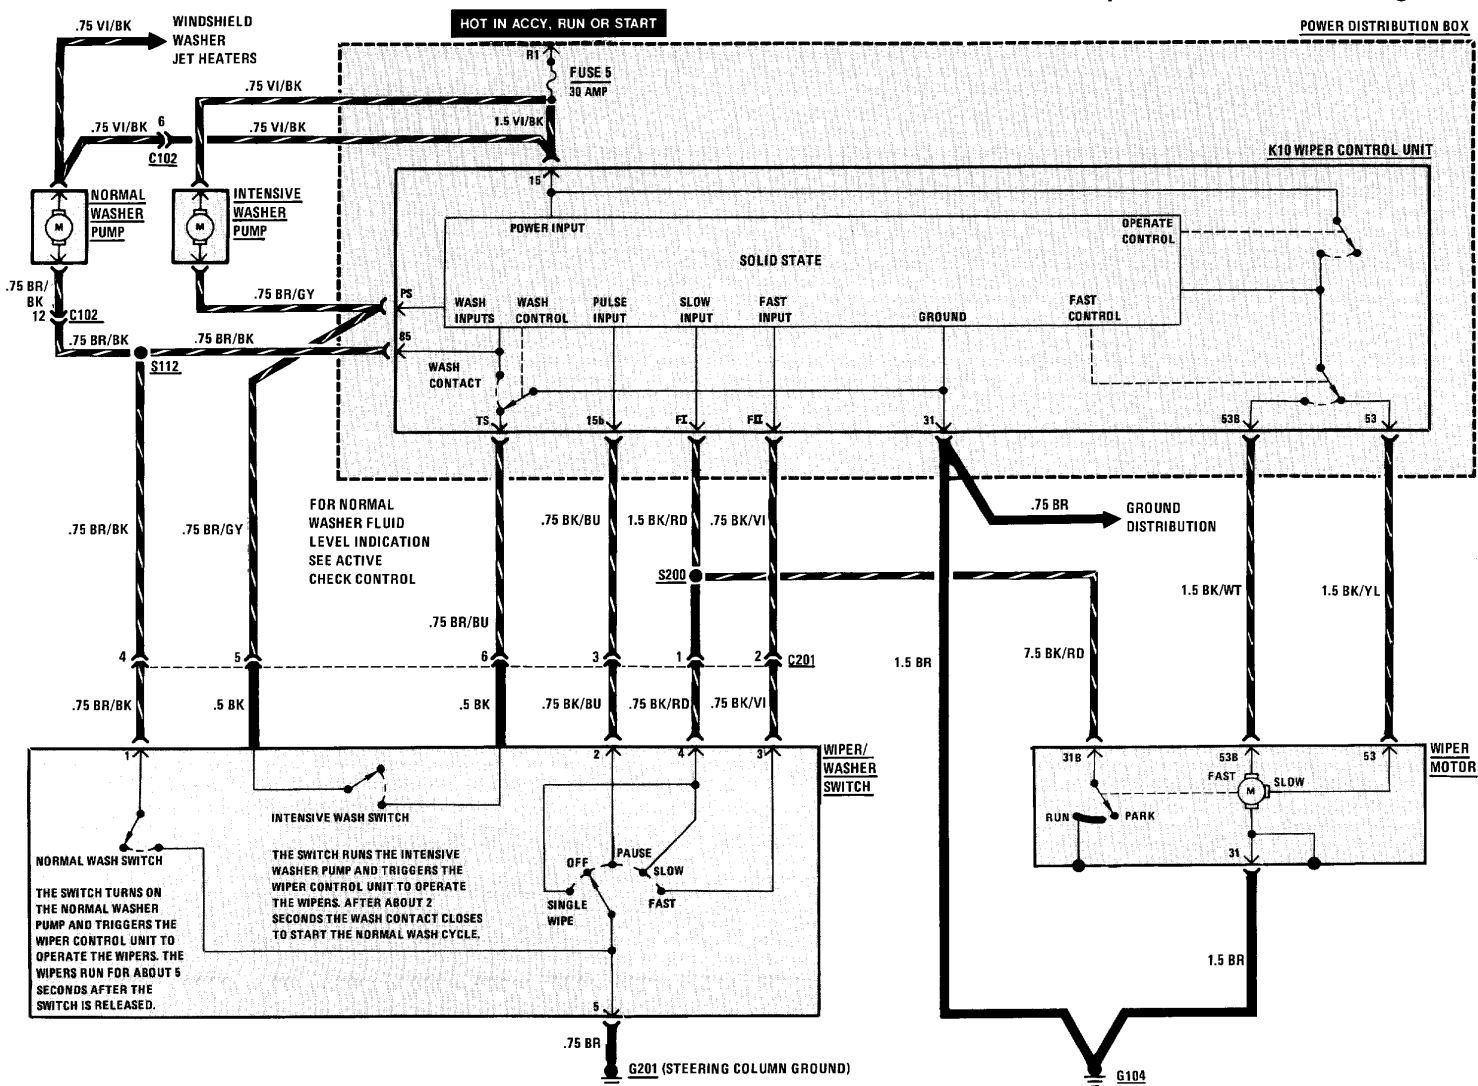 HOT IN ACCY, RUN OR START
POWER DISTRIBUTION BOX
.75 VI/BK
WINDSHIELD
WASHER
JET HEATERS
R1
FUSE 5
30 AMP
.75 VI/BK
1.5 VI/BK
.75 VI/BK
6
C102
.75 VI/BK
K10 WIPER CONTROL UNIT
15
NORMAL
WASHER
PUMP
M
INTENSIVE
WASHER
PUMP
M
POWER INPUT
OPERATE
CONTROL
SOLID STATE
.75 BR/
BK
12
C102
.75 BR/GY
PS
WASH
INPUTS
WASH
CONTROL
PULSE
INPUT
SLOW
INPUT
FAST
INPUT
GROUND
FAST
CONTROL
.75 BR/BK
.75 BR/BK
85
S112
WASH
CONTACT
TS
15b
FI
FII
31
53B
53
FOR NORMAL
WASHER FLUID
LEVEL INDICATION
SEE ACTIVE
CHECK CONTROL
.75 BR
GROUND
DISTRIBUTION
.75 BR/BK
.75 BR/GY
.75 BK/BU
1.5 BK/RD
.75 BK/VI
S200
1.5 BK/WT
1.5 BK/YL
.75 BR/BU
7.5 BK/RD
1.5 BR
4
5
6
3
1
2
C201
.75 BR/BK
.5 BK
.5 BK
.75 BK/BU
.75 BK/RD
.75 BK/VI
1
2
4
3
WIPER/
WASHER
SWITCH
31B
53B
53
WIPER
MOTOR
FAST
M
SLOW
RUN
PARK
31
INTENSIVE WASH SWITCH
NORMAL WASH SWITCH
THE SWITCH RUNS THE INTENSIVE
WASHER PUMP AND TRIGGERS THE
WIPER CONTROL UNIT TO OPERATE
THE WIPERS. AFTER ABOUT 2
SECONDS THE WASH CONTACT CLOSES
TO START THE NORMAL WASH CYCLE.
OFF
PAUSE
SLOW
FAST
SINGLE
WIPE
THE SWITCH TURNS ON
THE NORMAL WASHER
PUMP AND TRIGGERS THE
WIPER CONTROL UNIT TO
OPERATE THE WIPERS. THE
WIPERS RUN FOR ABOUT 5
SECONDS AFTER THE
SWITCH IS RELEASED.
1.5 BR
5
.75 BR
G201 (STEERING COLUMN GROUND)
G104